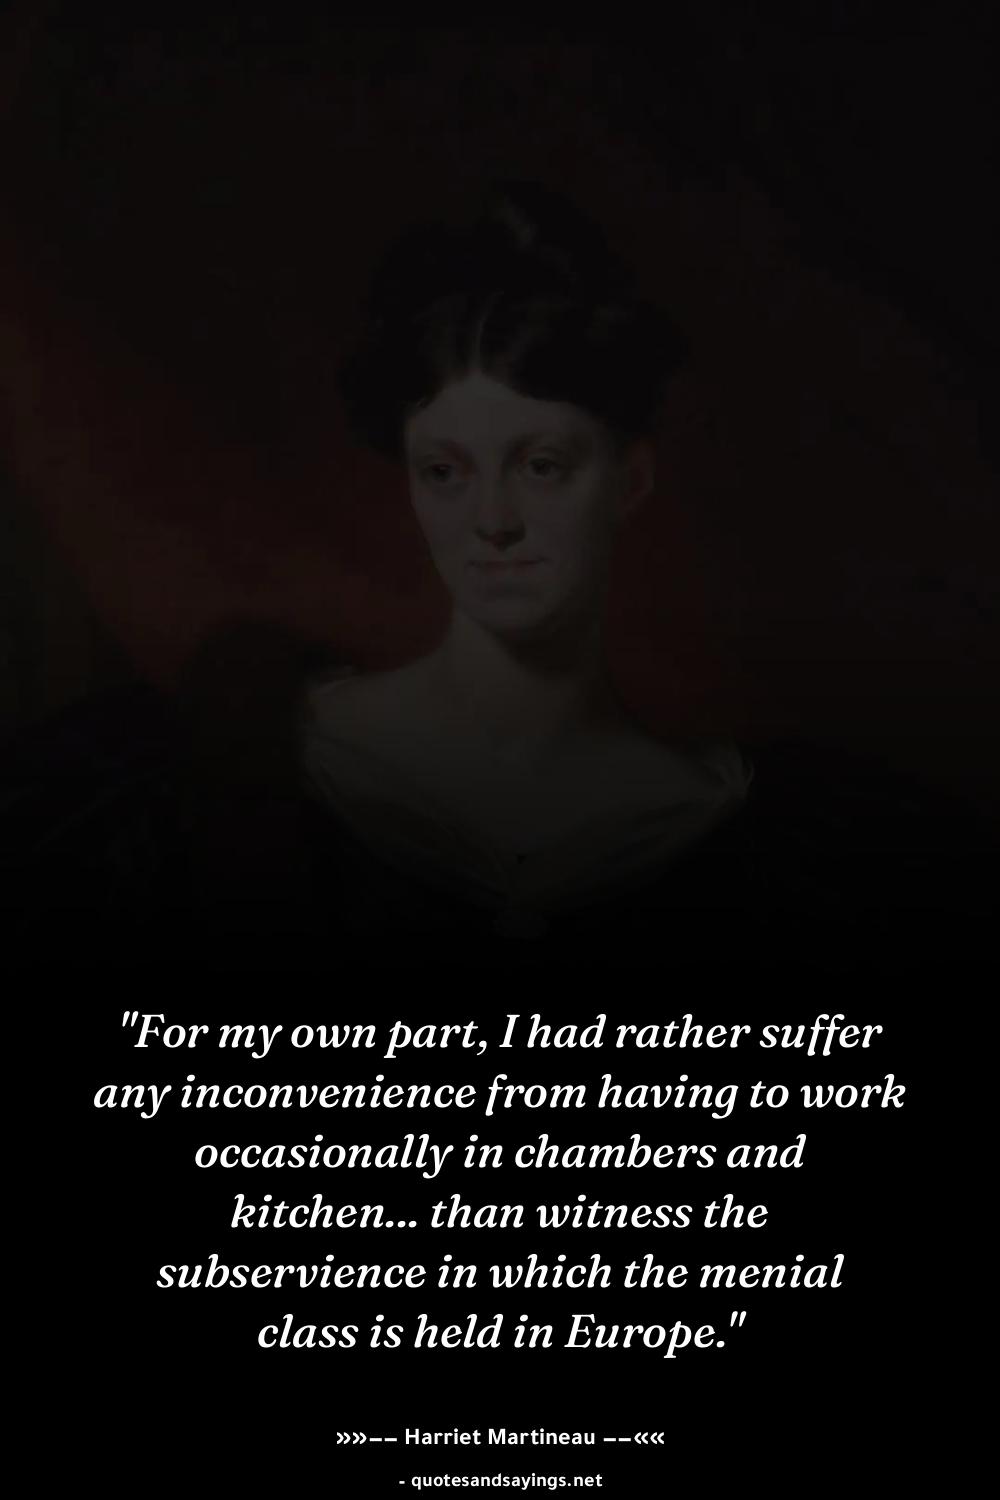 "For my own part, I had rather suffer
any inconvenience from having to work
occasionally in chambers and
kitchen... than witness the
subservience in which the menial
class is held in Europe."
»»−− Harriet Martineau −−««
- quotesandsayings.net